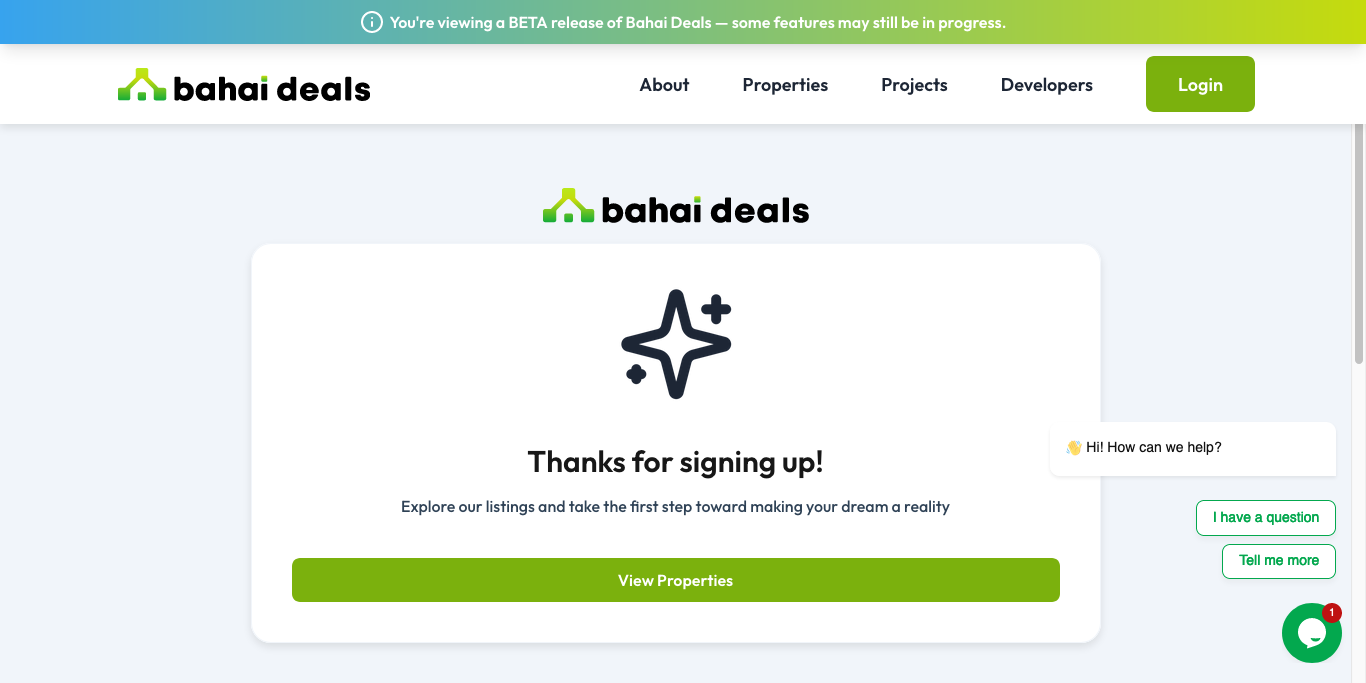 You're viewing a BETA release of Bahai Deals — some features may still be in progress.
bahai deals
About
Properties
Projects
Developers
Login
bahai deals
Thanks for signing up!
Explore our listings and take the first step toward making your dream a reality
View Properties
👋 Hi! How can we help?
I have a question
Tell me more
1